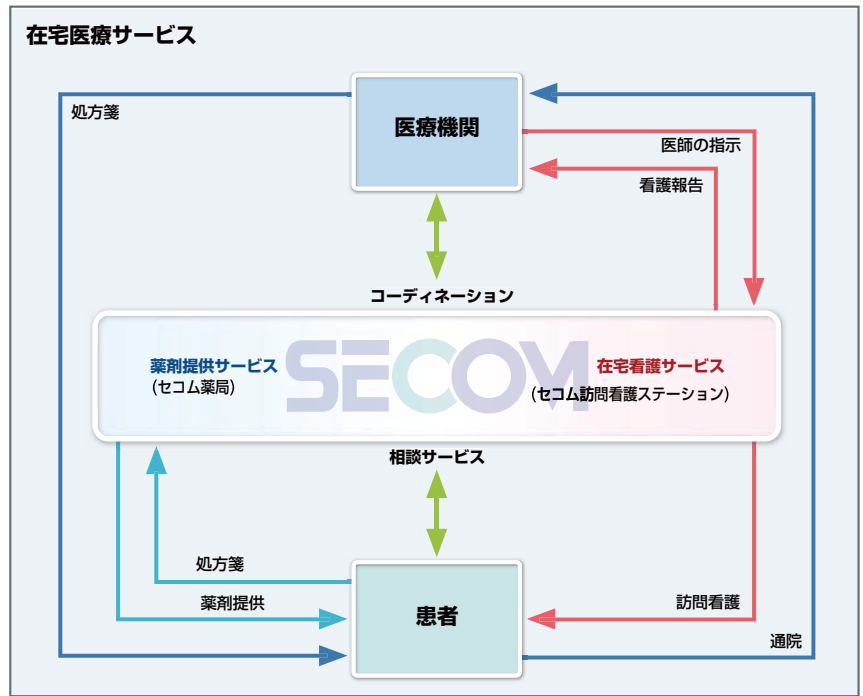 在宅医療サービス
処方箋
医療機関
医師の指示
看護報告
コーディネーション
薬剤提供サービス
(セコム薬局)
SECOM
在宅看護サービス
(セコム訪問看護ステーション)
相談サービス
処方箋
薬剤提供
患者
訪問看護
通院